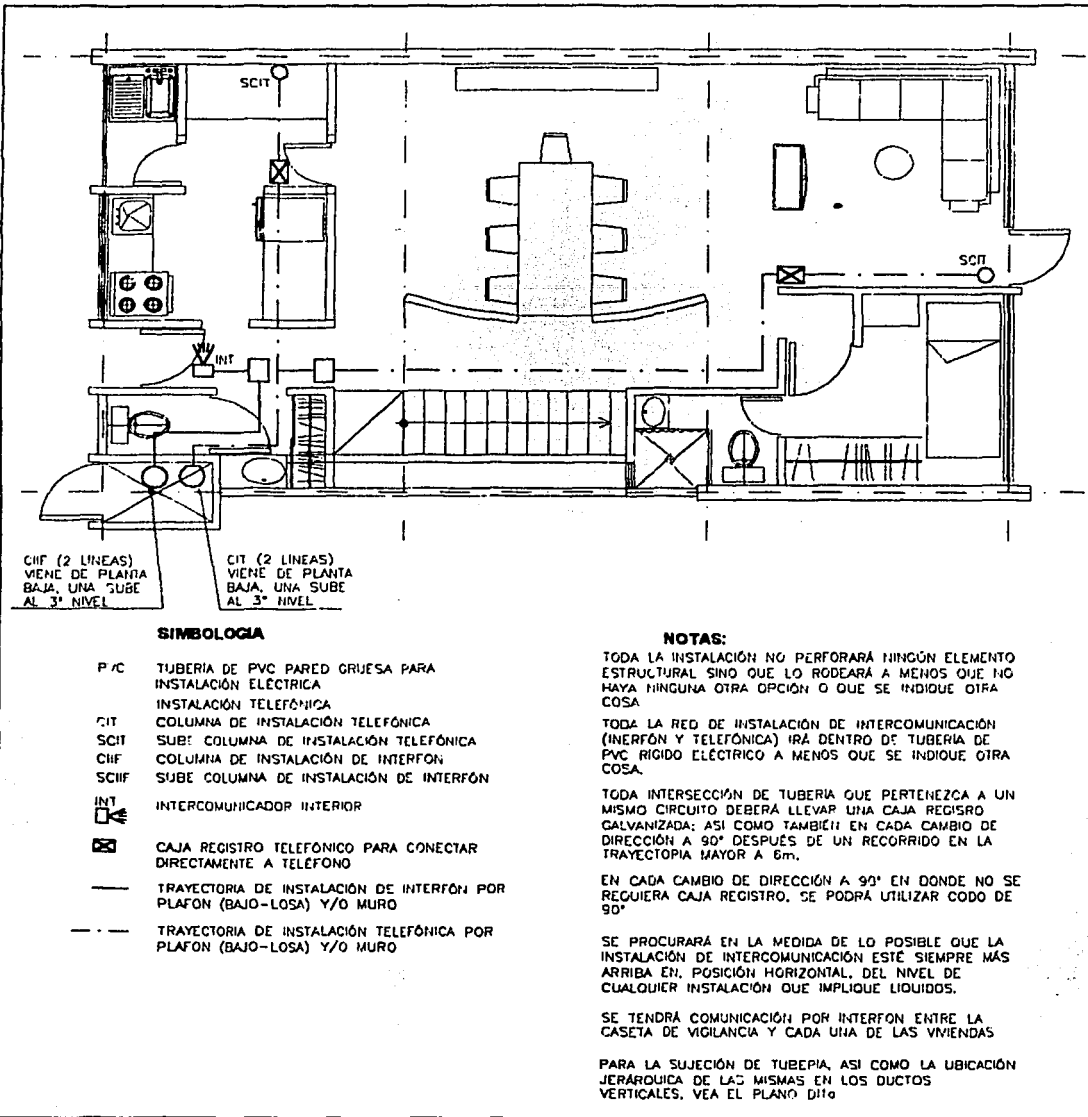 SCIT
SCIT
INT
CIIF (2 LINEAS)
VIENE DE PLANTA
BAJA, UNA SUBE
AL 3° NIVEL
CIT (2 LINEAS)
VIENE DE PLANTA
BAJA, UNA SUBE
AL 3° NIVEL
SIMBOLOGIA
PVC TUBERÍA DE PVC PARED GRUESA PARA
INSTALACIÓN ELÉCTRICA
INSTALACIÓN TELEFÓNICA
CIT COLUMNA DE INSTALACIÓN TELEFÓNICA
SCIT SUBE COLUMNA DE INSTALACIÓN TELEFÓNICA
CIIF COLUMNA DE INSTALACIÓN DE INTERFON
SCIIF SUBE COLUMNA DE INSTALACIÓN DE INTERFÓN
INT INTERCOMUNICADOR INTERIOR
CAJA REGISTRO TELEFÓNICO PARA CONECTAR
DIRECTAMENTE A TELÉFONO
TRAYECTORIA DE INSTALACIÓN DE INTERFÓN POR
PLAFON (BAJO-LOSA) Y/O MURO
TRAYECTORIA DE INSTALACIÓN TELEFÓNICA POR
PLAFON (BAJO-LOSA) Y/O MURO
NOTAS:
TODA LA INSTALACIÓN NO PERFORARÁ NINGÚN ELEMENTO
ESTRUCTURAL SINO QUE LO RODEARÁ A MENOS QUE NO
HAYA NINGUNA OTRA OPCIÓN O QUE SE INDIQUE OTRA
COSA
TODA LA RED DE INSTALACIÓN DE INTERCOMUNICACIÓN
(INERFÓN Y TELEFÓNICA) IRÁ DENTRO DE TUBERÍA DE
PVC RIGIDO ELÉCTRICO A MENOS QUE SE INDIQUE OTRA
COSA.
TODA INTERSECCIÓN DE TUBERÍA QUE PERTENEZCA A UN
MISMO CIRCUITO DEBERÁ LLEVAR UNA CAJA REGISRO
GALVANIZADA; ASI COMO TAMBIÉN EN CADA CAMBIO DE
DIRECCIÓN A 90° DESPUÉS DE UN RECORRIDO EN LA
TRAYECTORIA MAYOR A 6m.
EN CADA CAMBIO DE DIRECCIÓN A 90° EN DONDE NO SE
REQUIERA CAJA REGISTRO, SE PODRÁ UTILIZAR CODO DE
90°
SE PROCURARÁ EN LA MEDIDA DE LO POSIBLE QUE LA
INSTALACIÓN DE INTERCOMUNICACIÓN ESTÉ SIEMPRE MÁS
ARRIBA EN, POSICIÓN HORIZONTAL, DEL NIVEL DE
CUALQUIER INSTALACIÓN QUE IMPLIQUE LIQUIDOS.
SE TENDRÁ COMUNICACIÓN POR INTERFON ENTRE LA
CASETA DE VIGILANCIA Y CADA UNA DE LAS VIVIENDAS
PARA LA SUJECIÓN DE TUBERIA, ASI COMO LA UBICACIÓN
JERÁRQUICA DE LAS MISMAS EN LOS DUCTOS
VERTICALES, VEA EL PLANO